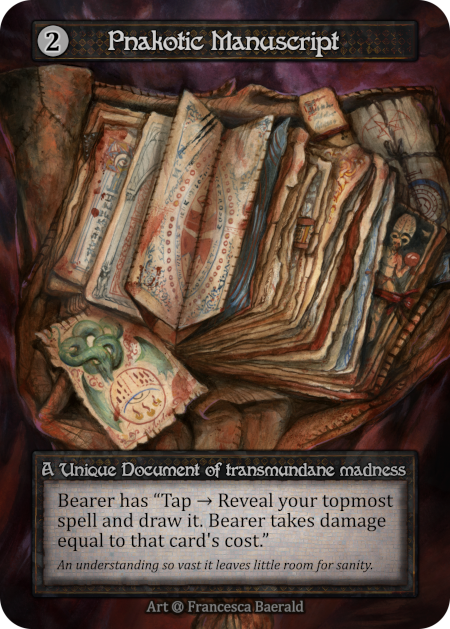 2
Pnakotic Manuscript
A Unique Document of transmundane madness
Bearer has “Tap → Reveal your topmost
spell and draw it. Bearer takes damage
equal to that card's cost.”
An understanding so vast it leaves little room for sanity.
Art @ Francesca Baerald